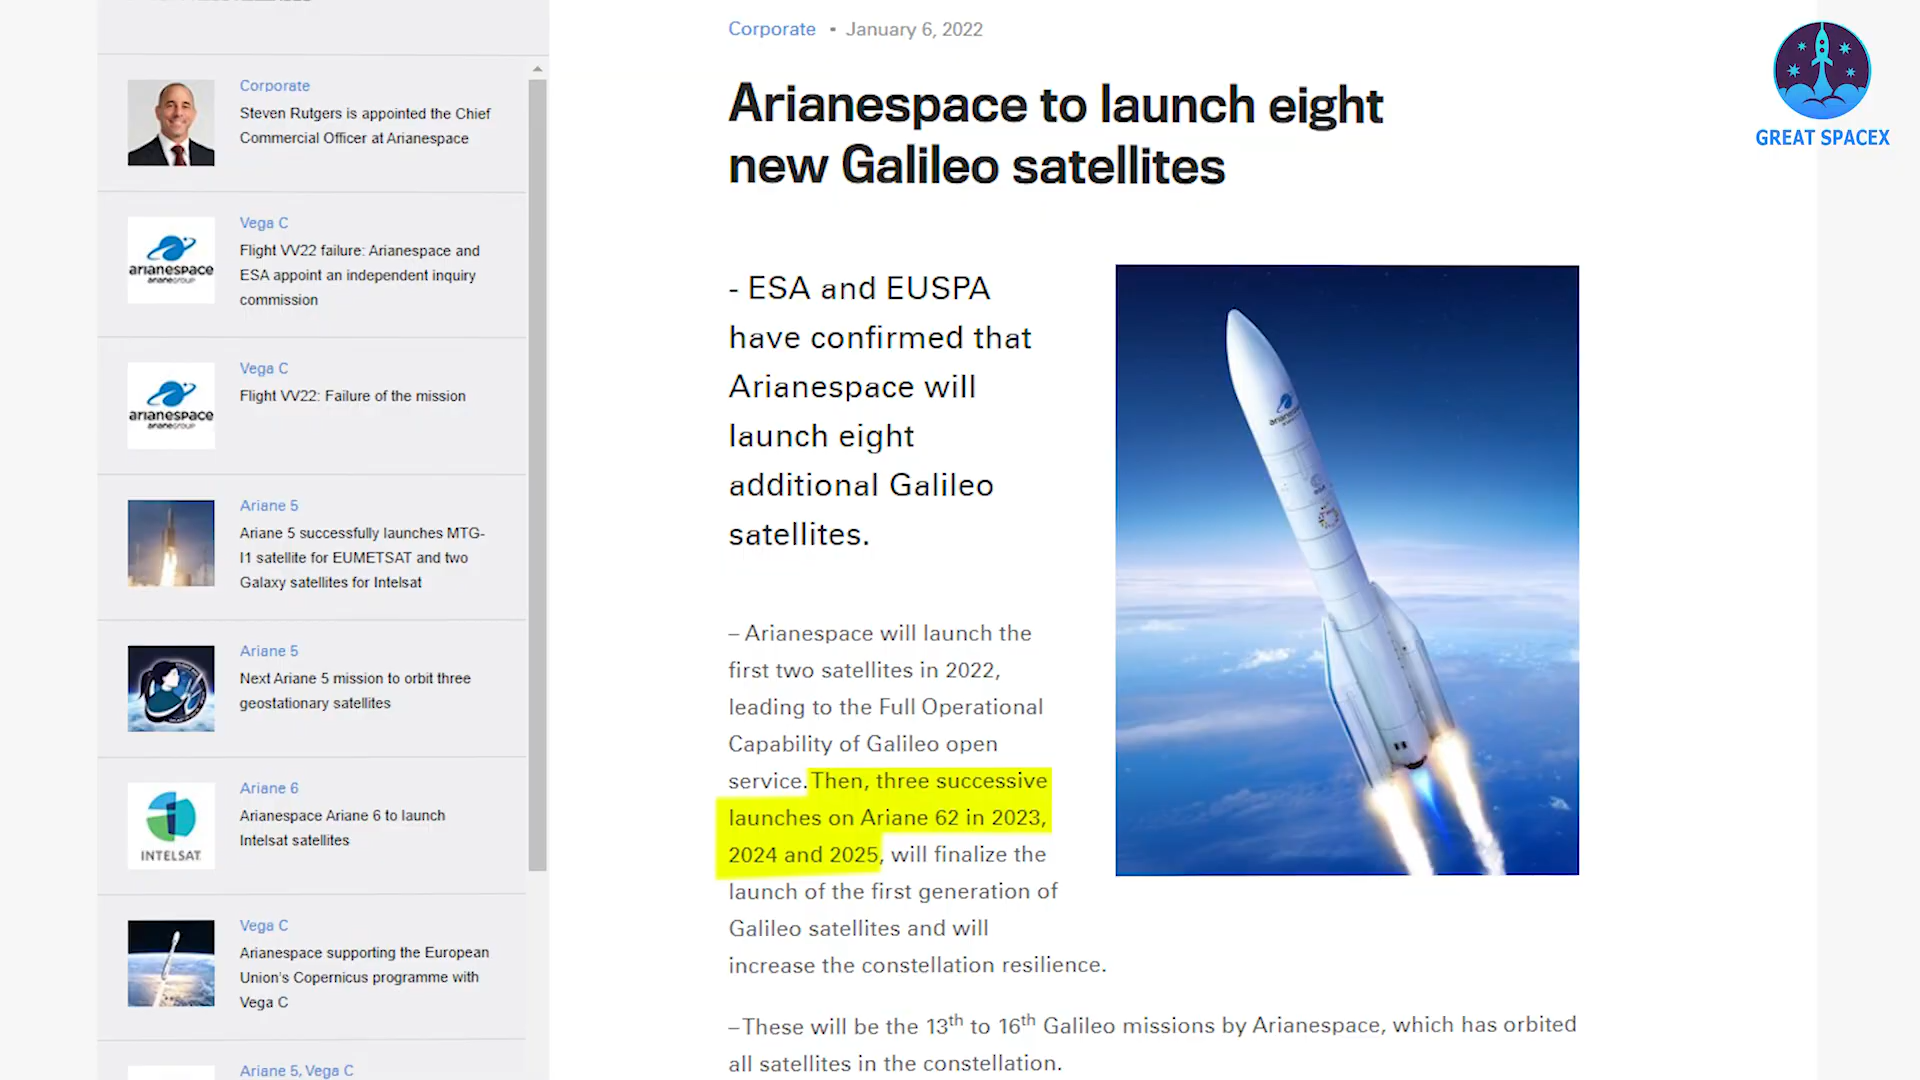 Corporate
Steven Rutgers is appointed the Chief
Commercial Officer at Arianespace
arianespace
arianegroup
Vega C
Flight VV22 failure: Arianespace and
ESA appoint an independent inquiry
commission
arianespace
arianegroup
Vega C
Flight VV22: Failure of the mission
Ariane 5
Ariane 5 successfully launches MTG-
I1 satellite for EUMETSAT and two
Galaxy satellites for Intelsat
Ariane 5
Next Ariane 5 mission to orbit three
geostationary satellites
INTELSAT
Ariane 6
Arianespace Ariane 6 to launch
Intelsat satellites
Vega C
Arianespace supporting the European
Union's Copernicus programme with
Vega C
Ariane 5, Vega C
Corporate • January 6, 2022
Arianespace to launch eight
new Galileo satellites
- ESA and EUSPA
have confirmed that
Arianespace will
launch eight
additional Galileo
satellites.
– Arianespace will launch the
first two satellites in 2022,
leading to the Full Operational
Capability of Galileo open
service. Then, three successive
launches on Ariane 62 in 2023,
2024 and 2025, will finalize the
launch of the first generation of
Galileo satellites and will
increase the constellation resilience.
–These will be the 13th to 16th Galileo missions by Arianespace, which has orbited
all satellites in the constellation.
GREAT SPACEX